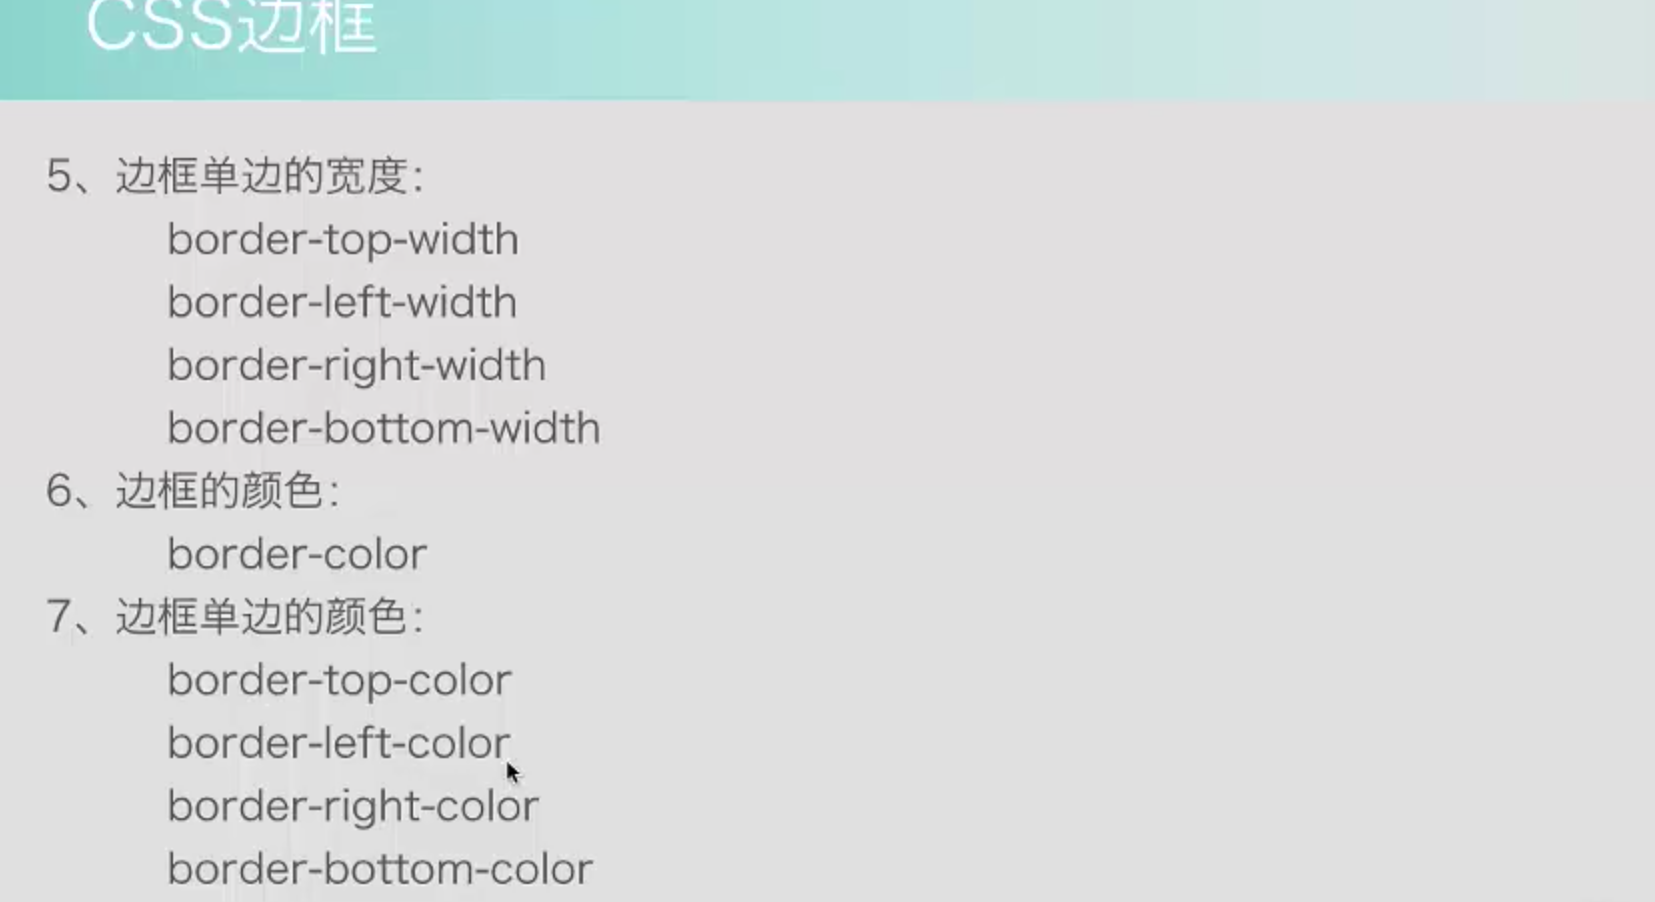 CSS边框
5、边框单边的宽度：
border-top-width
border-left-width
border-right-width
border-bottom-width
6、边框的颜色：
border-color
7、边框单边的颜色：
border-top-color
border-left-color
border-right-color
border-bottom-color